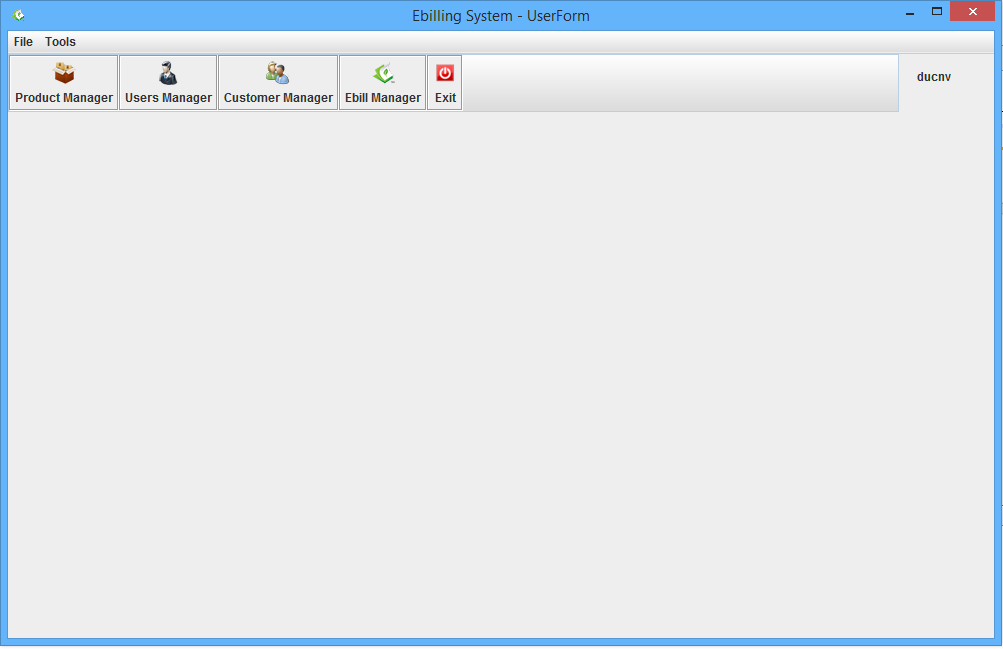 Ebilling System - UserForm
File Tools
Product Manager Users Manager Customer Manager Ebill Manager Exit
ducnv